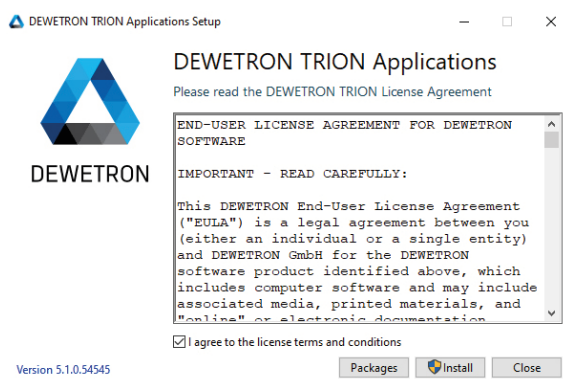 DEWETRON TRION Applications Setup
DEWETRON TRION Applications
Please read the DEWETRON TRION License Agreement
DEWETRON
END-USER LICENSE AGREEMENT FOR DEWETRON
SOFTWARE
IMPORTANT - READ CAREFULLY:
This DEWETRON End-User License Agreement
("EULA") is a legal agreement between you
(either an individual or a single entity)
and DEWETRON GmbH for the DEWETRON
software product identified above, which
includes computer software and may include
associated media, printed materials, and
"online" or electronic documentation
I agree to the license terms and conditions
Version 5.1.0.54545
Packages
Install
Close